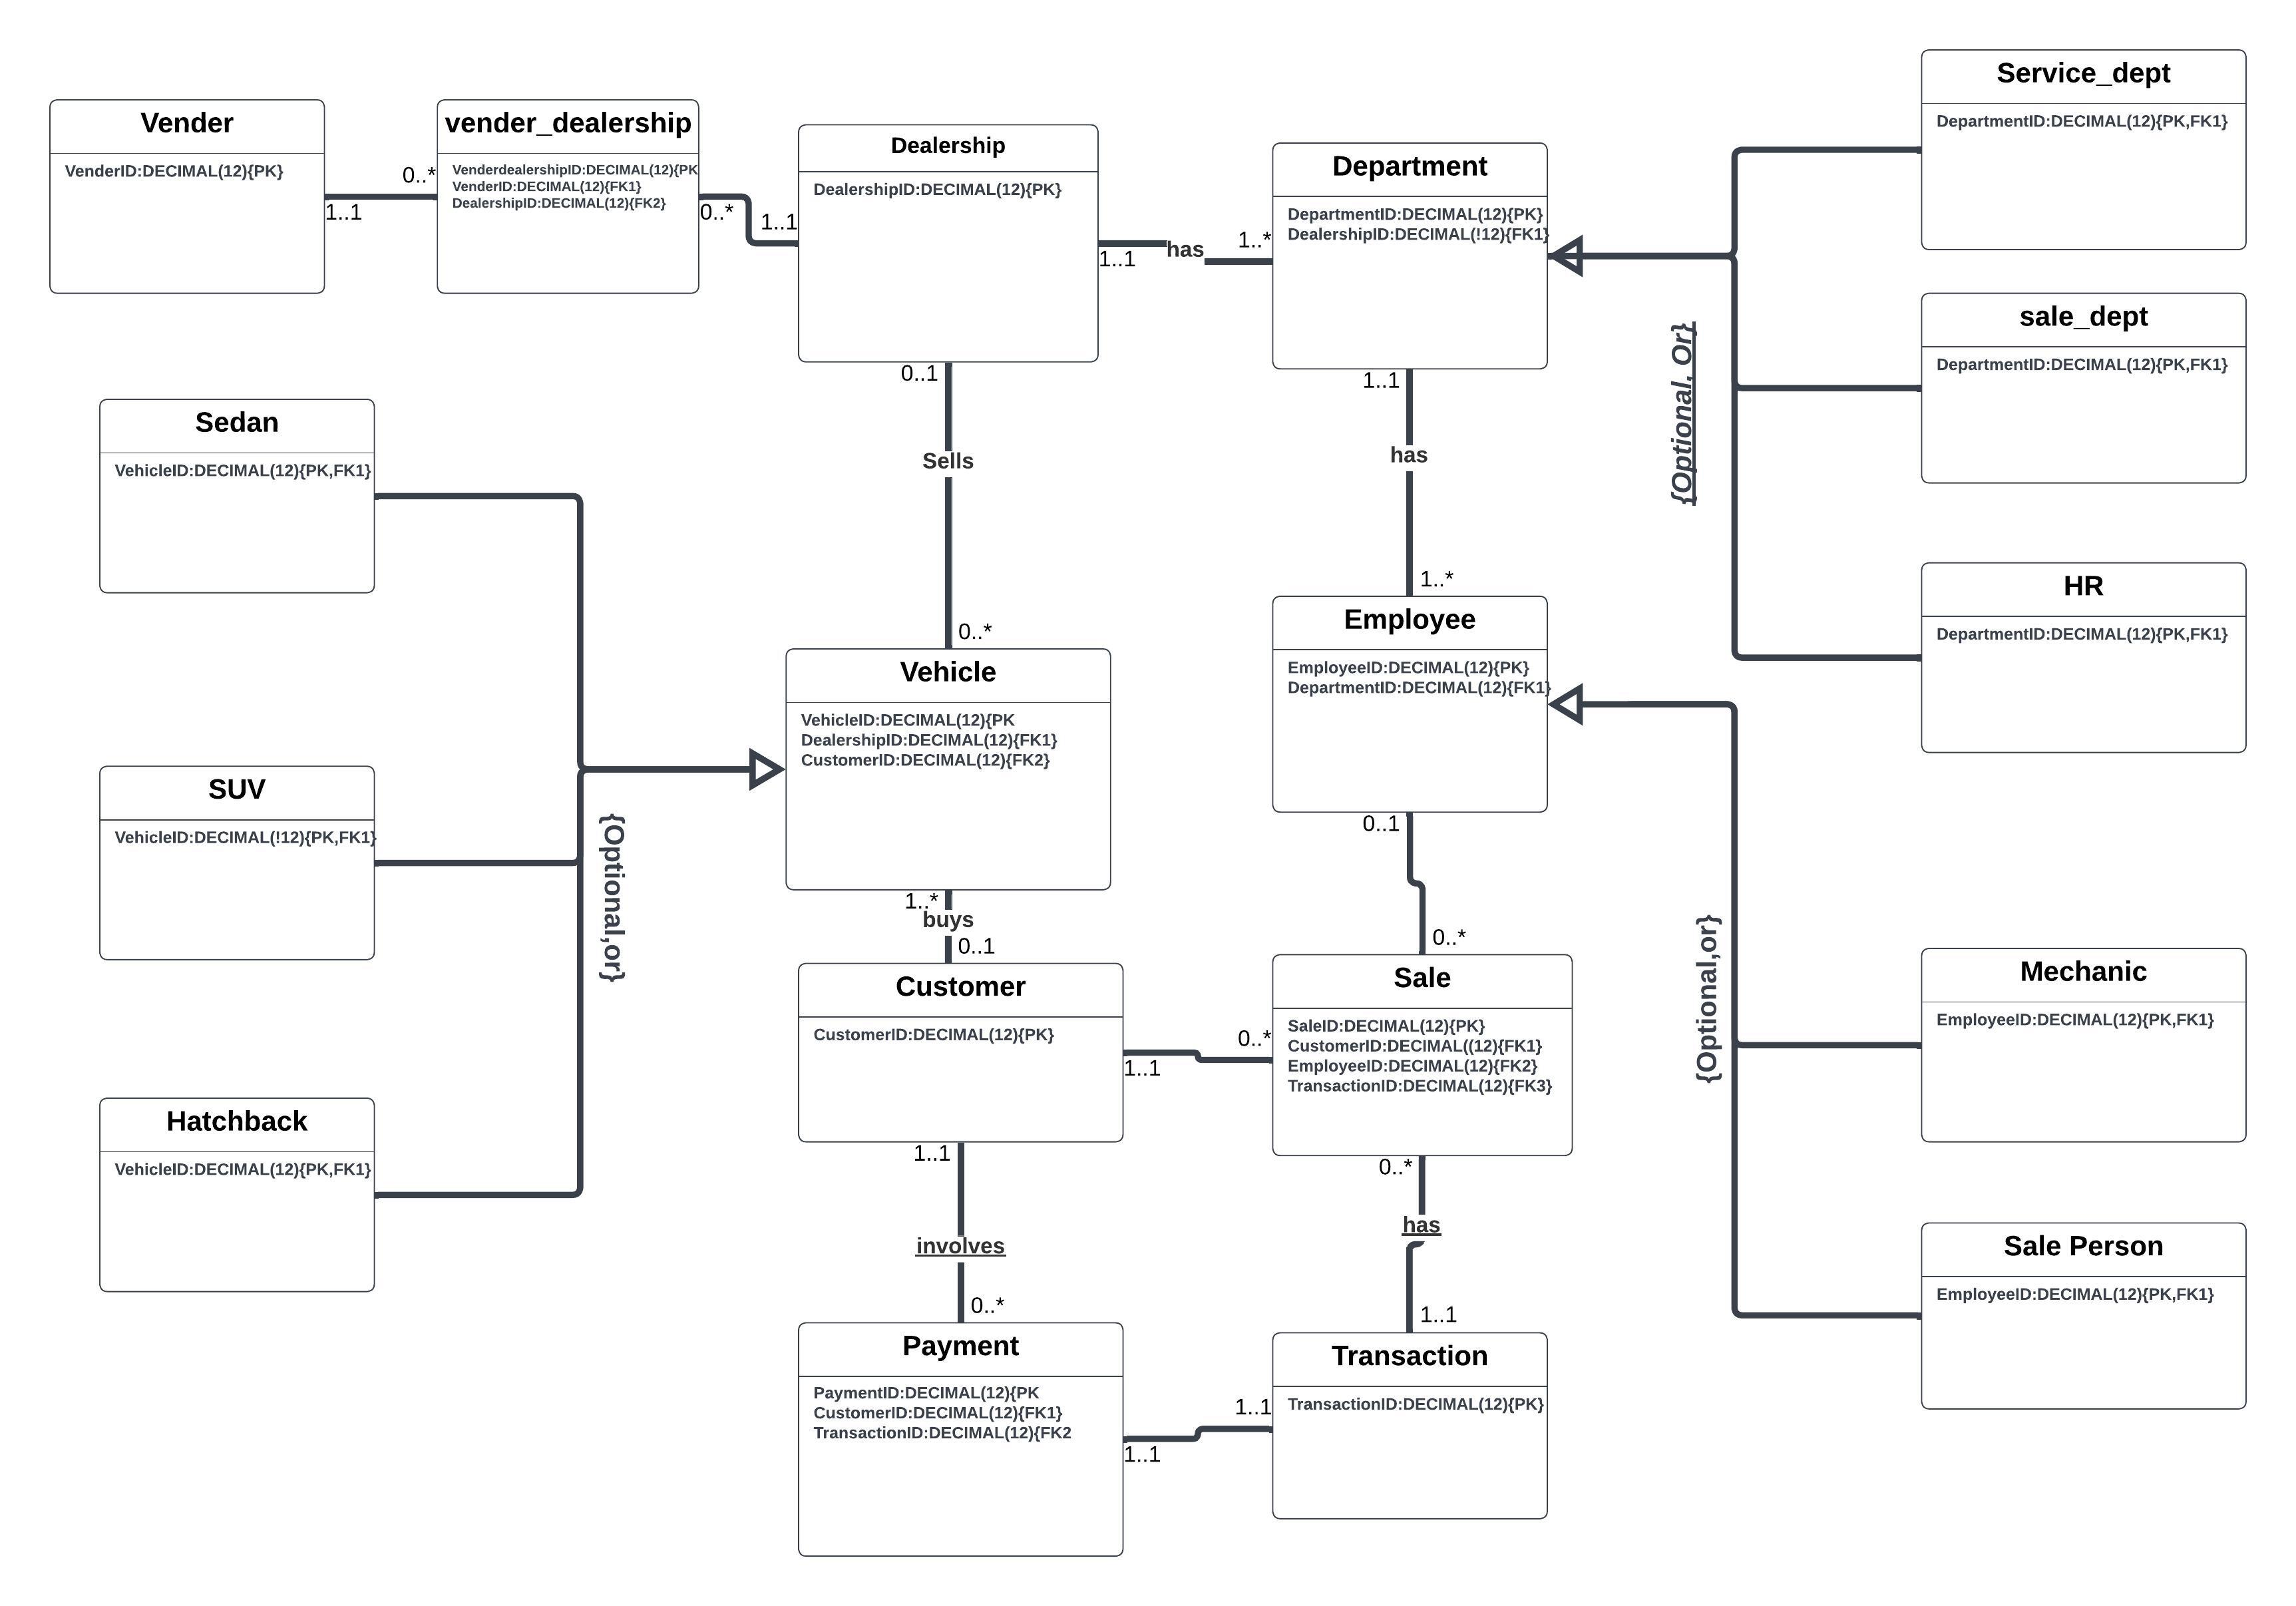 Vender
VenderID:DECIMAL(12){PK}
1..1
0..*
vender_dealership
VenderdealershipID:DECIMAL(12){PK
VenderID:DECIMAL(12){FK1}
DealershipID:DECIMAL(12){FK2}
0..*
1..1
Dealership
DealershipID:DECIMAL(12){PK}
1..1
has
1..*
Department
DepartmentID:DECIMAL(12){PK}
DealershipID:DECIMAL(!12){FK1}
Service_dept
DepartmentID:DECIMAL(12){PK,FK1}
sale_dept
DepartmentID:DECIMAL(12){PK,FK1}
HR
DepartmentID:DECIMAL(12){PK,FK1}
{Optional, Or}
0..1
Sells
0..*
1..1
has
1..*
Sedan
VehicleID:DECIMAL(12){PK,FK1}
SUV
VehicleID:DECIMAL(!12){PK,FK1}
Hatchback
VehicleID:DECIMAL(12){PK,FK1}
{Optional,or}
Vehicle
VehicleID:DECIMAL(12){PK
DealershipID:DECIMAL(12){FK1}
CustomerID:DECIMAL(12){FK2}
1..*
buys
0..1
Employee
EmployeeID:DECIMAL(12){PK}
DepartmentID:DECIMAL(12){FK1}
0..1
0..*
{Optional,or}
Mechanic
EmployeeID:DECIMAL(12){PK,FK1}
Sale Person
EmployeeID:DECIMAL(12){PK,FK1}
Customer
CustomerID:DECIMAL(12){PK}
1..1
0..*
Sale
SaleID:DECIMAL(12){PK}
CustomerID:DECIMAL((12){FK1}
EmployeeID:DECIMAL(12){FK2}
TransactionID:DECIMAL(12){FK3}
1..1
involves
0..*
0..*
has
1..1
Payment
PaymentID:DECIMAL(12){PK
CustomerID:DECIMAL(12){FK1}
TransactionID:DECIMAL(12){FK2
1..1
1..1
Transaction
TransactionID:DECIMAL(12){PK}